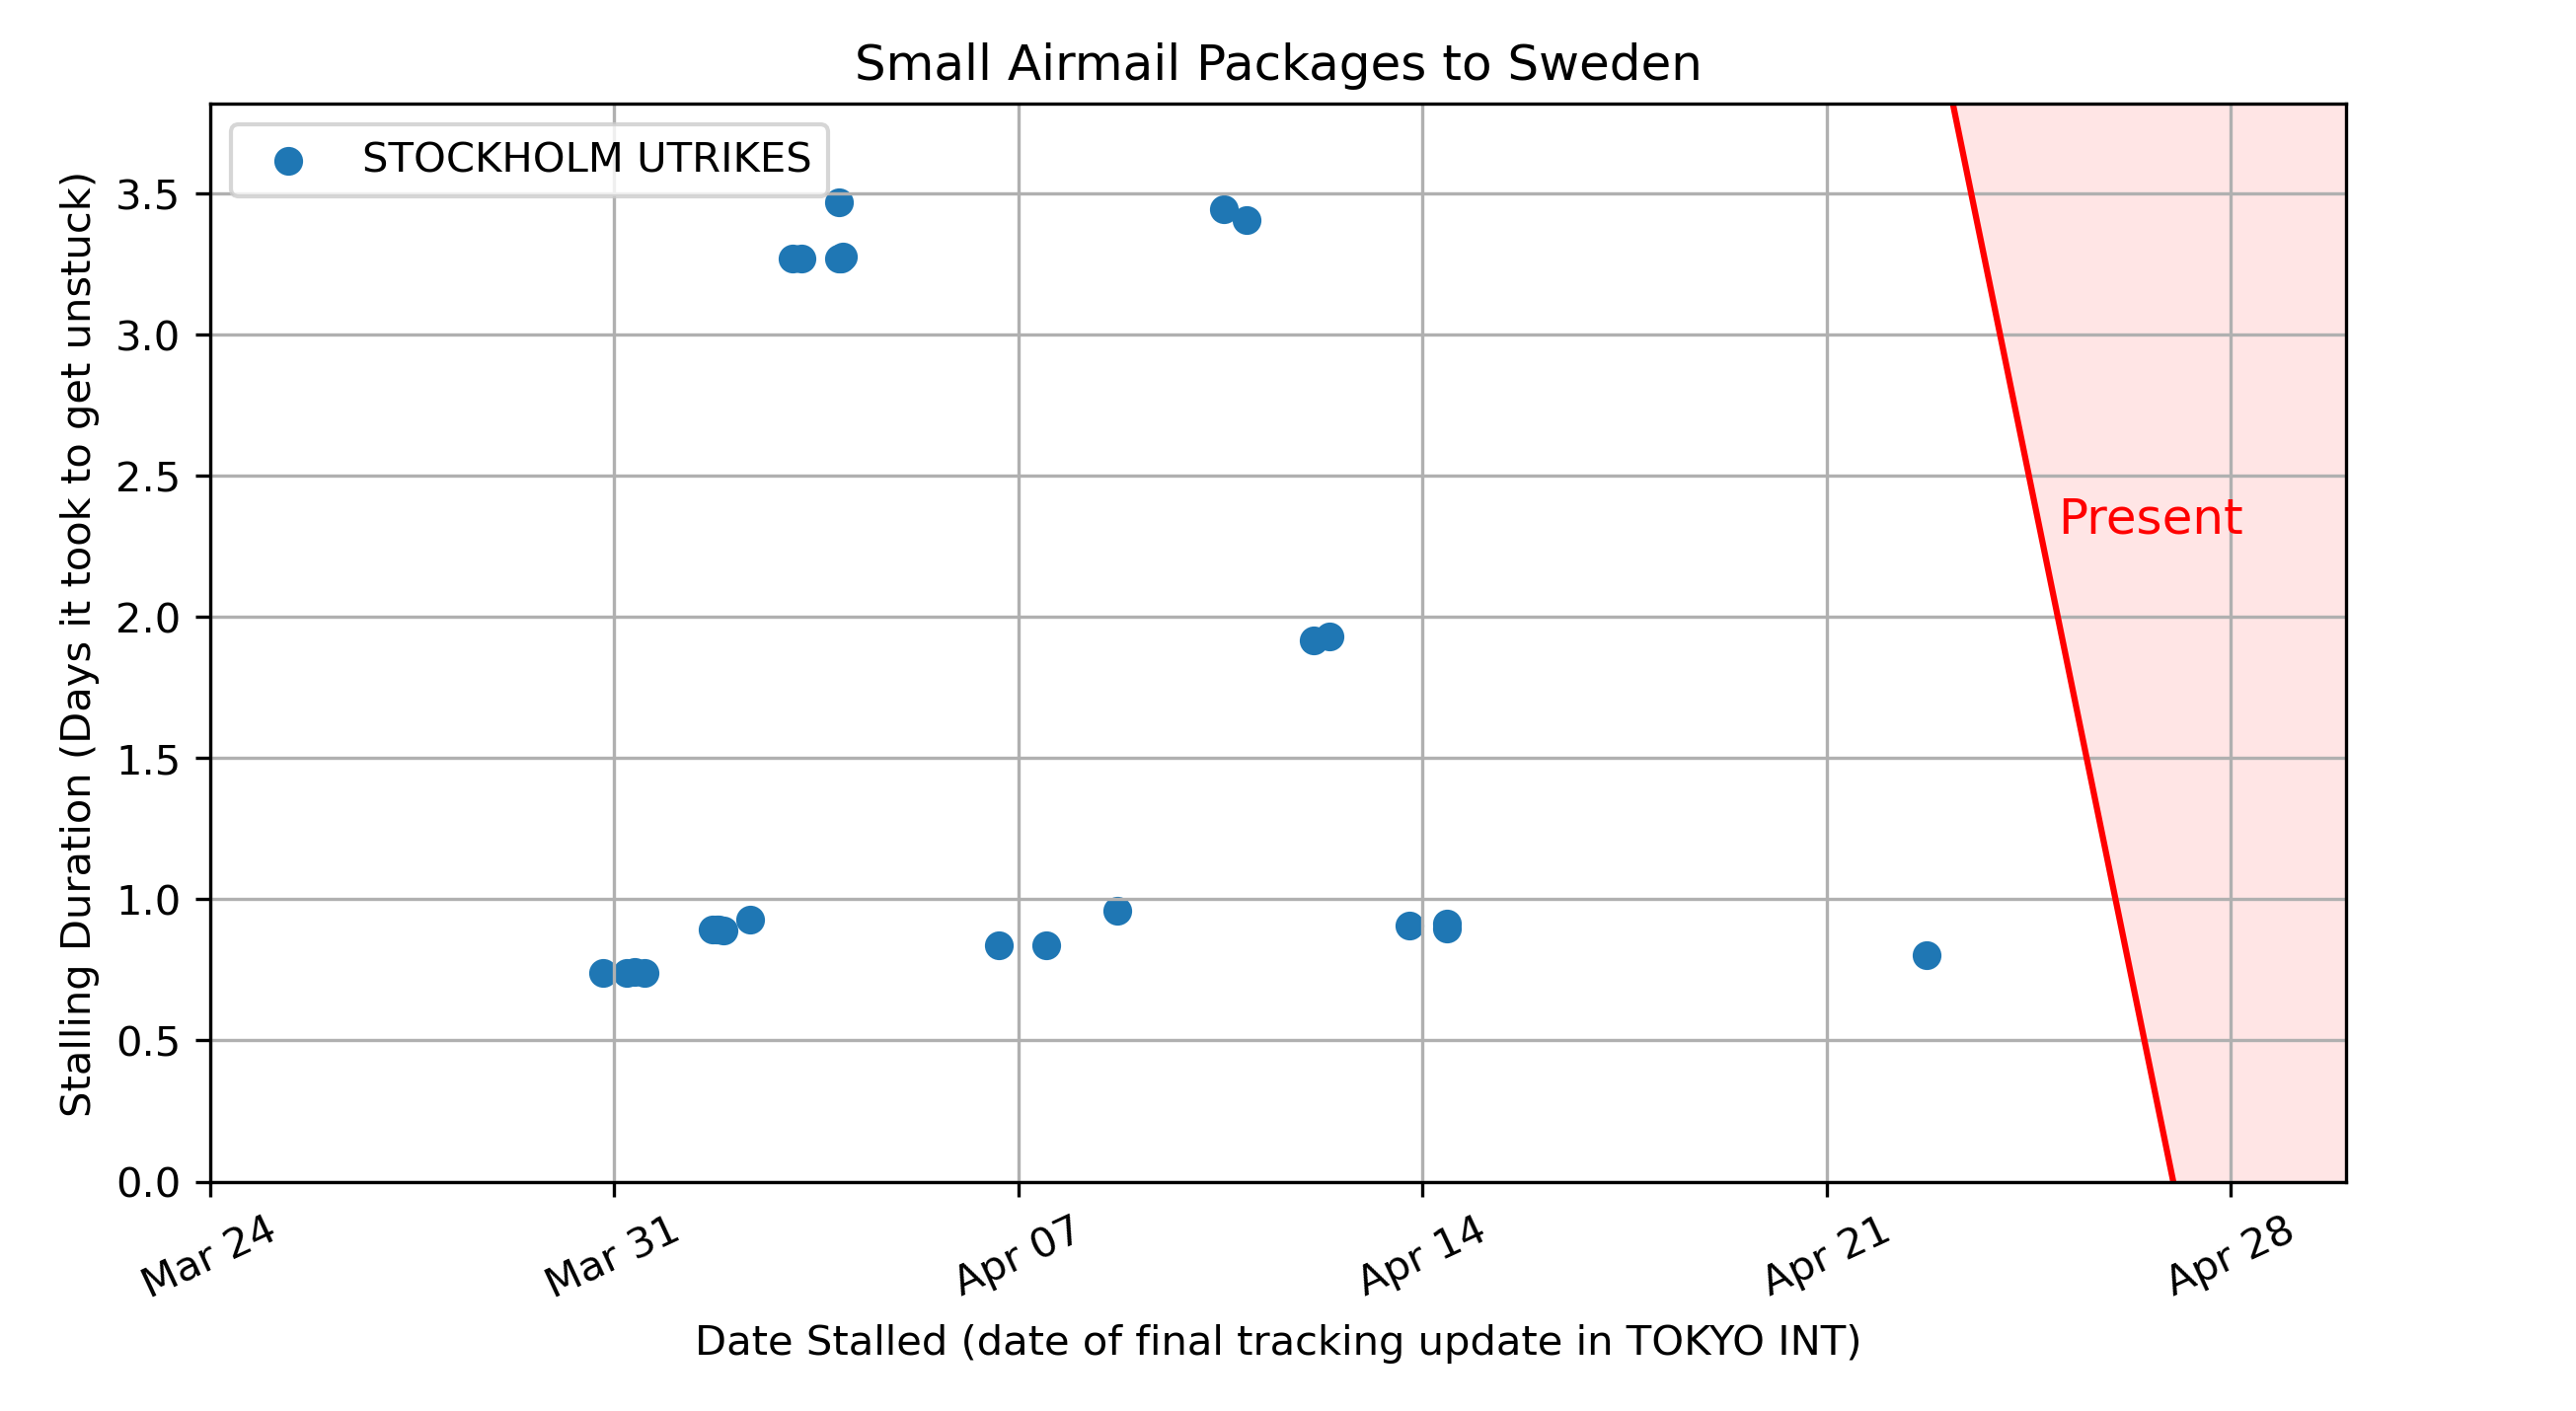 Small Airmail Packages to Sweden
STOCKHOLM UTRIKES
Stalling Duration (Days it took to get unstuck)
3.5
3.0
2.5
2.0
1.5
1.0
0.5
0.0
Present
Mar 24
Mar 31
Apr 07
Apr 14
Apr 21
Apr 28
Date Stalled (date of final tracking update in TOKYO INT)